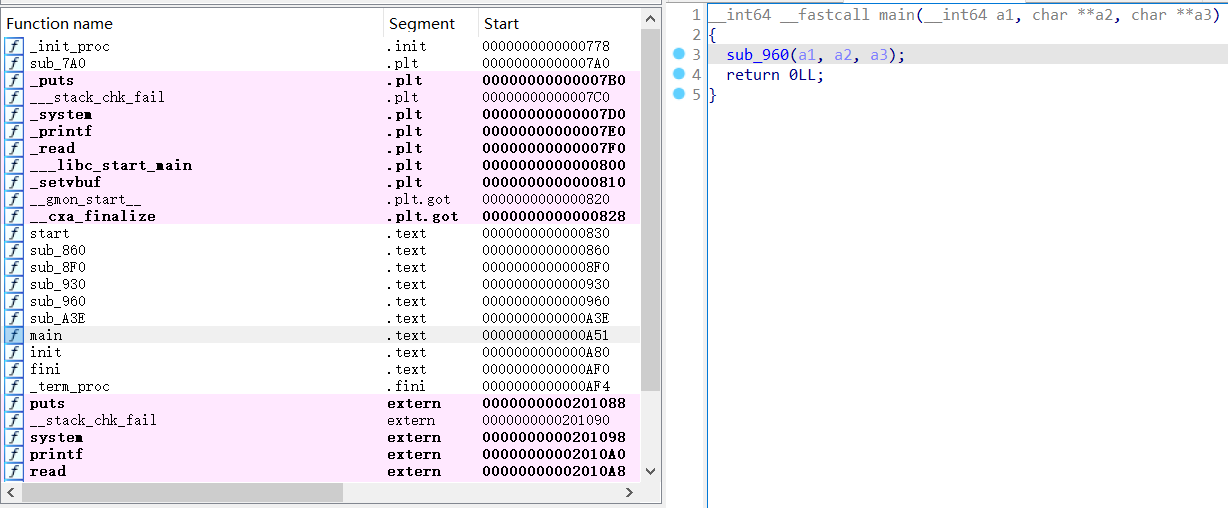 Function name Segment Start
f _init_proc .init 0000000000000778
f sub_7A0 .plt 00000000000007A0
f _puts .plt 00000000000007B0
f ___stack_chk_fail .plt 00000000000007C0
f _system .plt 00000000000007D0
f _printf .plt 00000000000007E0
f _read .plt 00000000000007F0
f ___libc_start_main .plt 0000000000000800
f _setvbuf .plt 0000000000000810
f __gmon_start__ .plt.got 0000000000000820
f __cxa_finalize .plt.got 0000000000000828
f start .text 0000000000000830
f sub_860 .text 0000000000000860
f sub_8F0 .text 00000000000008F0
f sub_930 .text 0000000000000930
f sub_960 .text 0000000000000960
f sub_A3E .text 0000000000000A3E
f main .text 0000000000000A51
f init .text 0000000000000A80
f fini .text 0000000000000AF0
f _term_proc .fini 0000000000000AF4
f puts extern 0000000000201088
f __stack_chk_fail extern 0000000000201090
f system extern 0000000000201098
f printf extern 00000000002010A0
f read extern 00000000002010A8
1 __int64 __fastcall main(__int64 a1, char **a2, char **a3)
2 {
3 sub_960(a1, a2, a3);
4 return 0LL;
5 }